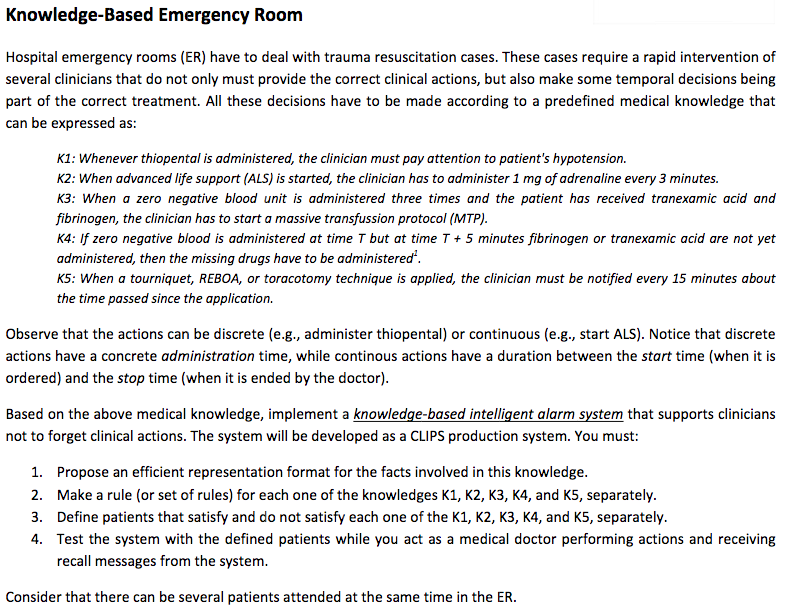 Knowledge-Based Emergency Room
Hospital emergency rooms (ER) have to deal with trauma resuscitation cases. These cases require a rapid intervention of
several clinicians that do not only must provide the correct clinical actions, but also make some temporal decisions being
part of the correct treatment. All these decisions have to be made according to a predefined medical knowledge that
can be expressed as:
K1: Whenever thiopental is administered, the clinician must pay attention to patient's hypotension.
K2: When advanced life support (ALS) is started, the clinician has to administer 1 mg of adrenaline every 3 minutes.
K3: When a zero negative blood unit is administered three times and the patient has received tranexamic acid and
fibrinogen, the clinician has to start a massive transfussion protocol (MTP).
K4: If zero negative blood is administered at time T but at time T + 5 minutes fibrinogen or tranexamic acid are not yet
administered, then the missing drugs have to be administered¹.
K5: When a tourniquet, REBOA, or toracotomy technique is applied, the clinician must be notified every 15 minutes about
the time passed since the application.
Observe that the actions can be discrete (e.g., administer thiopental) or continuous (e.g., start ALS). Notice that discrete
actions have a concrete administration time, while continous actions have a duration between the start time (when it is
ordered) and the stop time (when it is ended by the doctor).
Based on the above medical knowledge, implement a knowledge-based intelligent alarm system that supports clinicians
not to forget clinical actions. The system will be developed as a CLIPS production system. You must:
1. Propose an efficient representation format for the facts involved in this knowledge.
2. Make a rule (or set of rules) for each one of the knowledges K1, K2, K3, K4, and K5, separately.
3. Define patients that satisfy and do not satisfy each one of the K1, K2, K3, K4, and K5, separately.
4. Test the system with the defined patients while you act as a medical doctor performing actions and receiving
recall messages from the system.
Consider that there can be several patients attended at the same time in the ER.